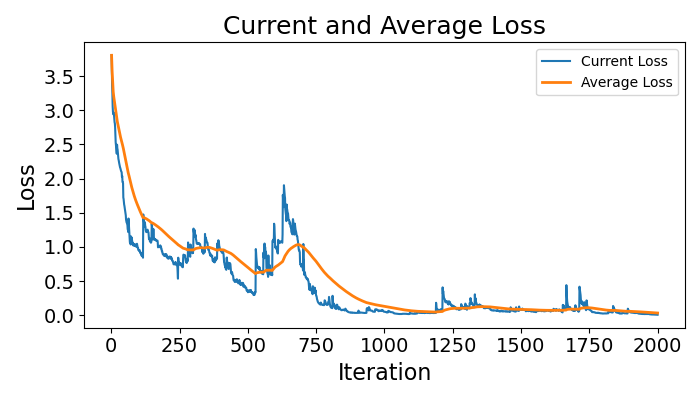 Current and Average Loss
Current Loss
Average Loss
Loss
3.5
3.0
2.5
2.0
1.5
1.0
0.5
0.0
0 250 500 750 1000 1250 1500 1750 2000
Iteration